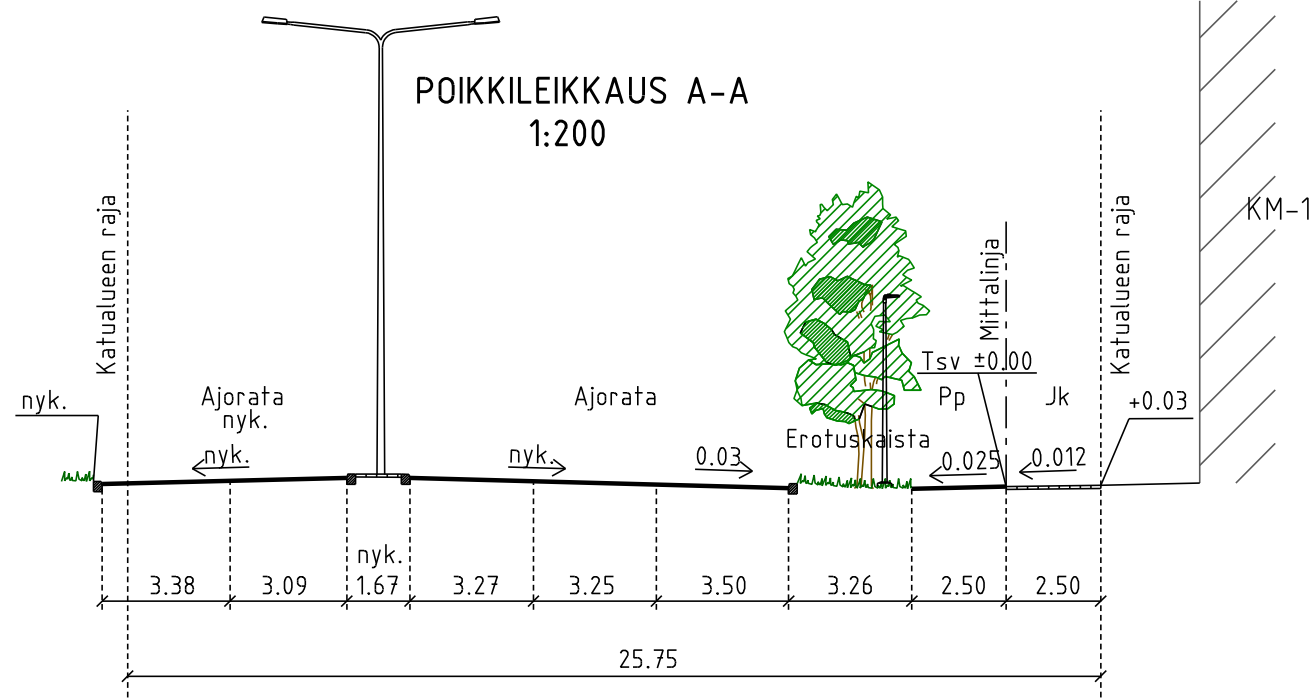 POIKKILEIKKAUS A-A
1:200
Katualueen raja
Mittalinja
Katualueen raja
KM-1
nyk.
Ajorata
nyk.
nyk.
Ajorata
nyk.
0.03
Erotuskaista
Tsv ±0.00
Pp
Jk
+0.03
0.025
0.012
nyk.
3.38
3.09
1.67
3.27
3.25
3.50
3.26
2.50
2.50
25.75